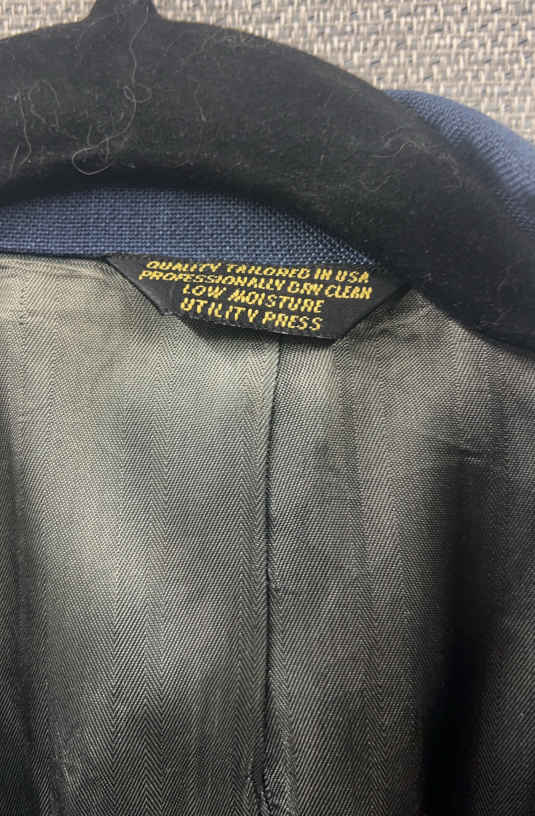 QUALITY TAILORED IN USA
PROFESSIONALLY DRY CLEAN
LOW MOISTURE
UTILITY PRESS